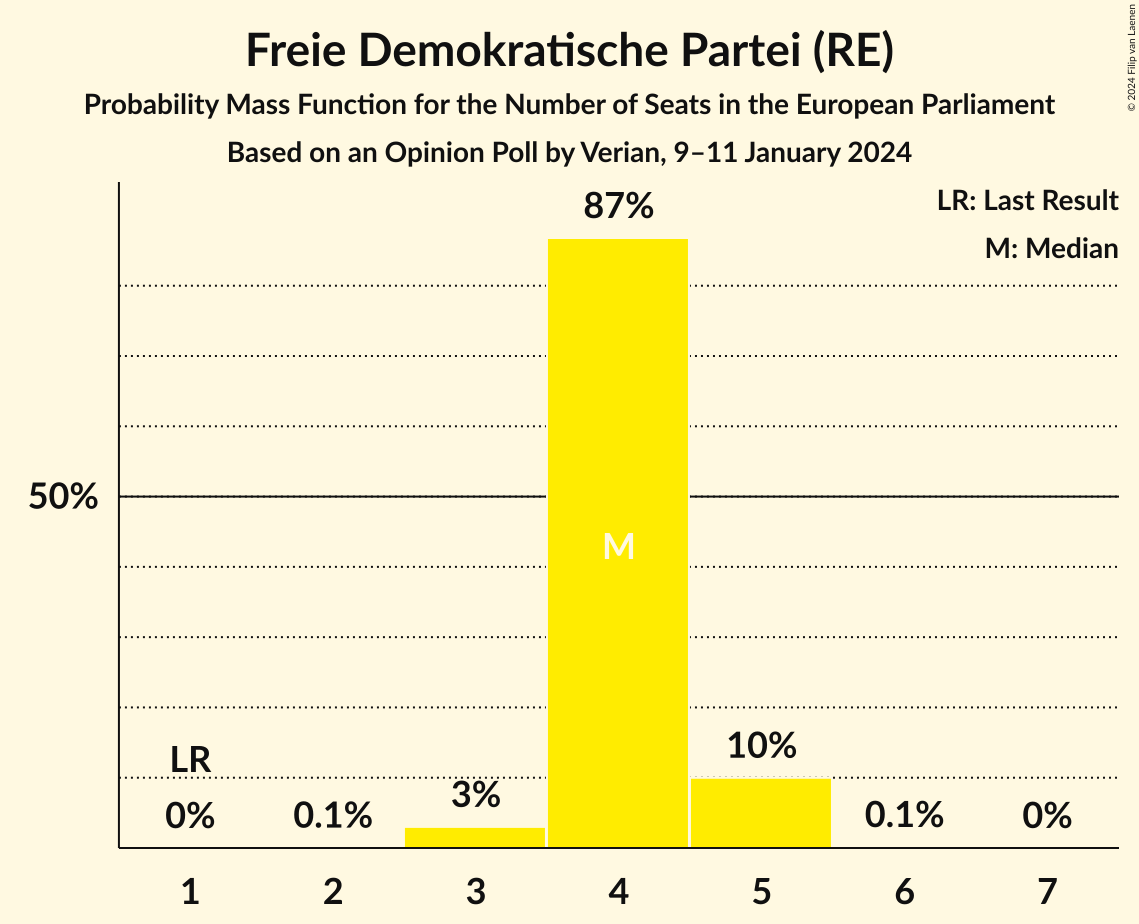 Freie Demokratische Partei (RE)
Probability Mass Function for the Number of Seats in the European Parliament
Based on an Opinion Poll by Verian, 9–11 January 2024
© 2024 Filip van Laenen
LR: Last Result
M: Median
87%
50%
M
LR
10%
3%
0%
0.1%
0.1%
0%
1 2 3 4 5 6 7